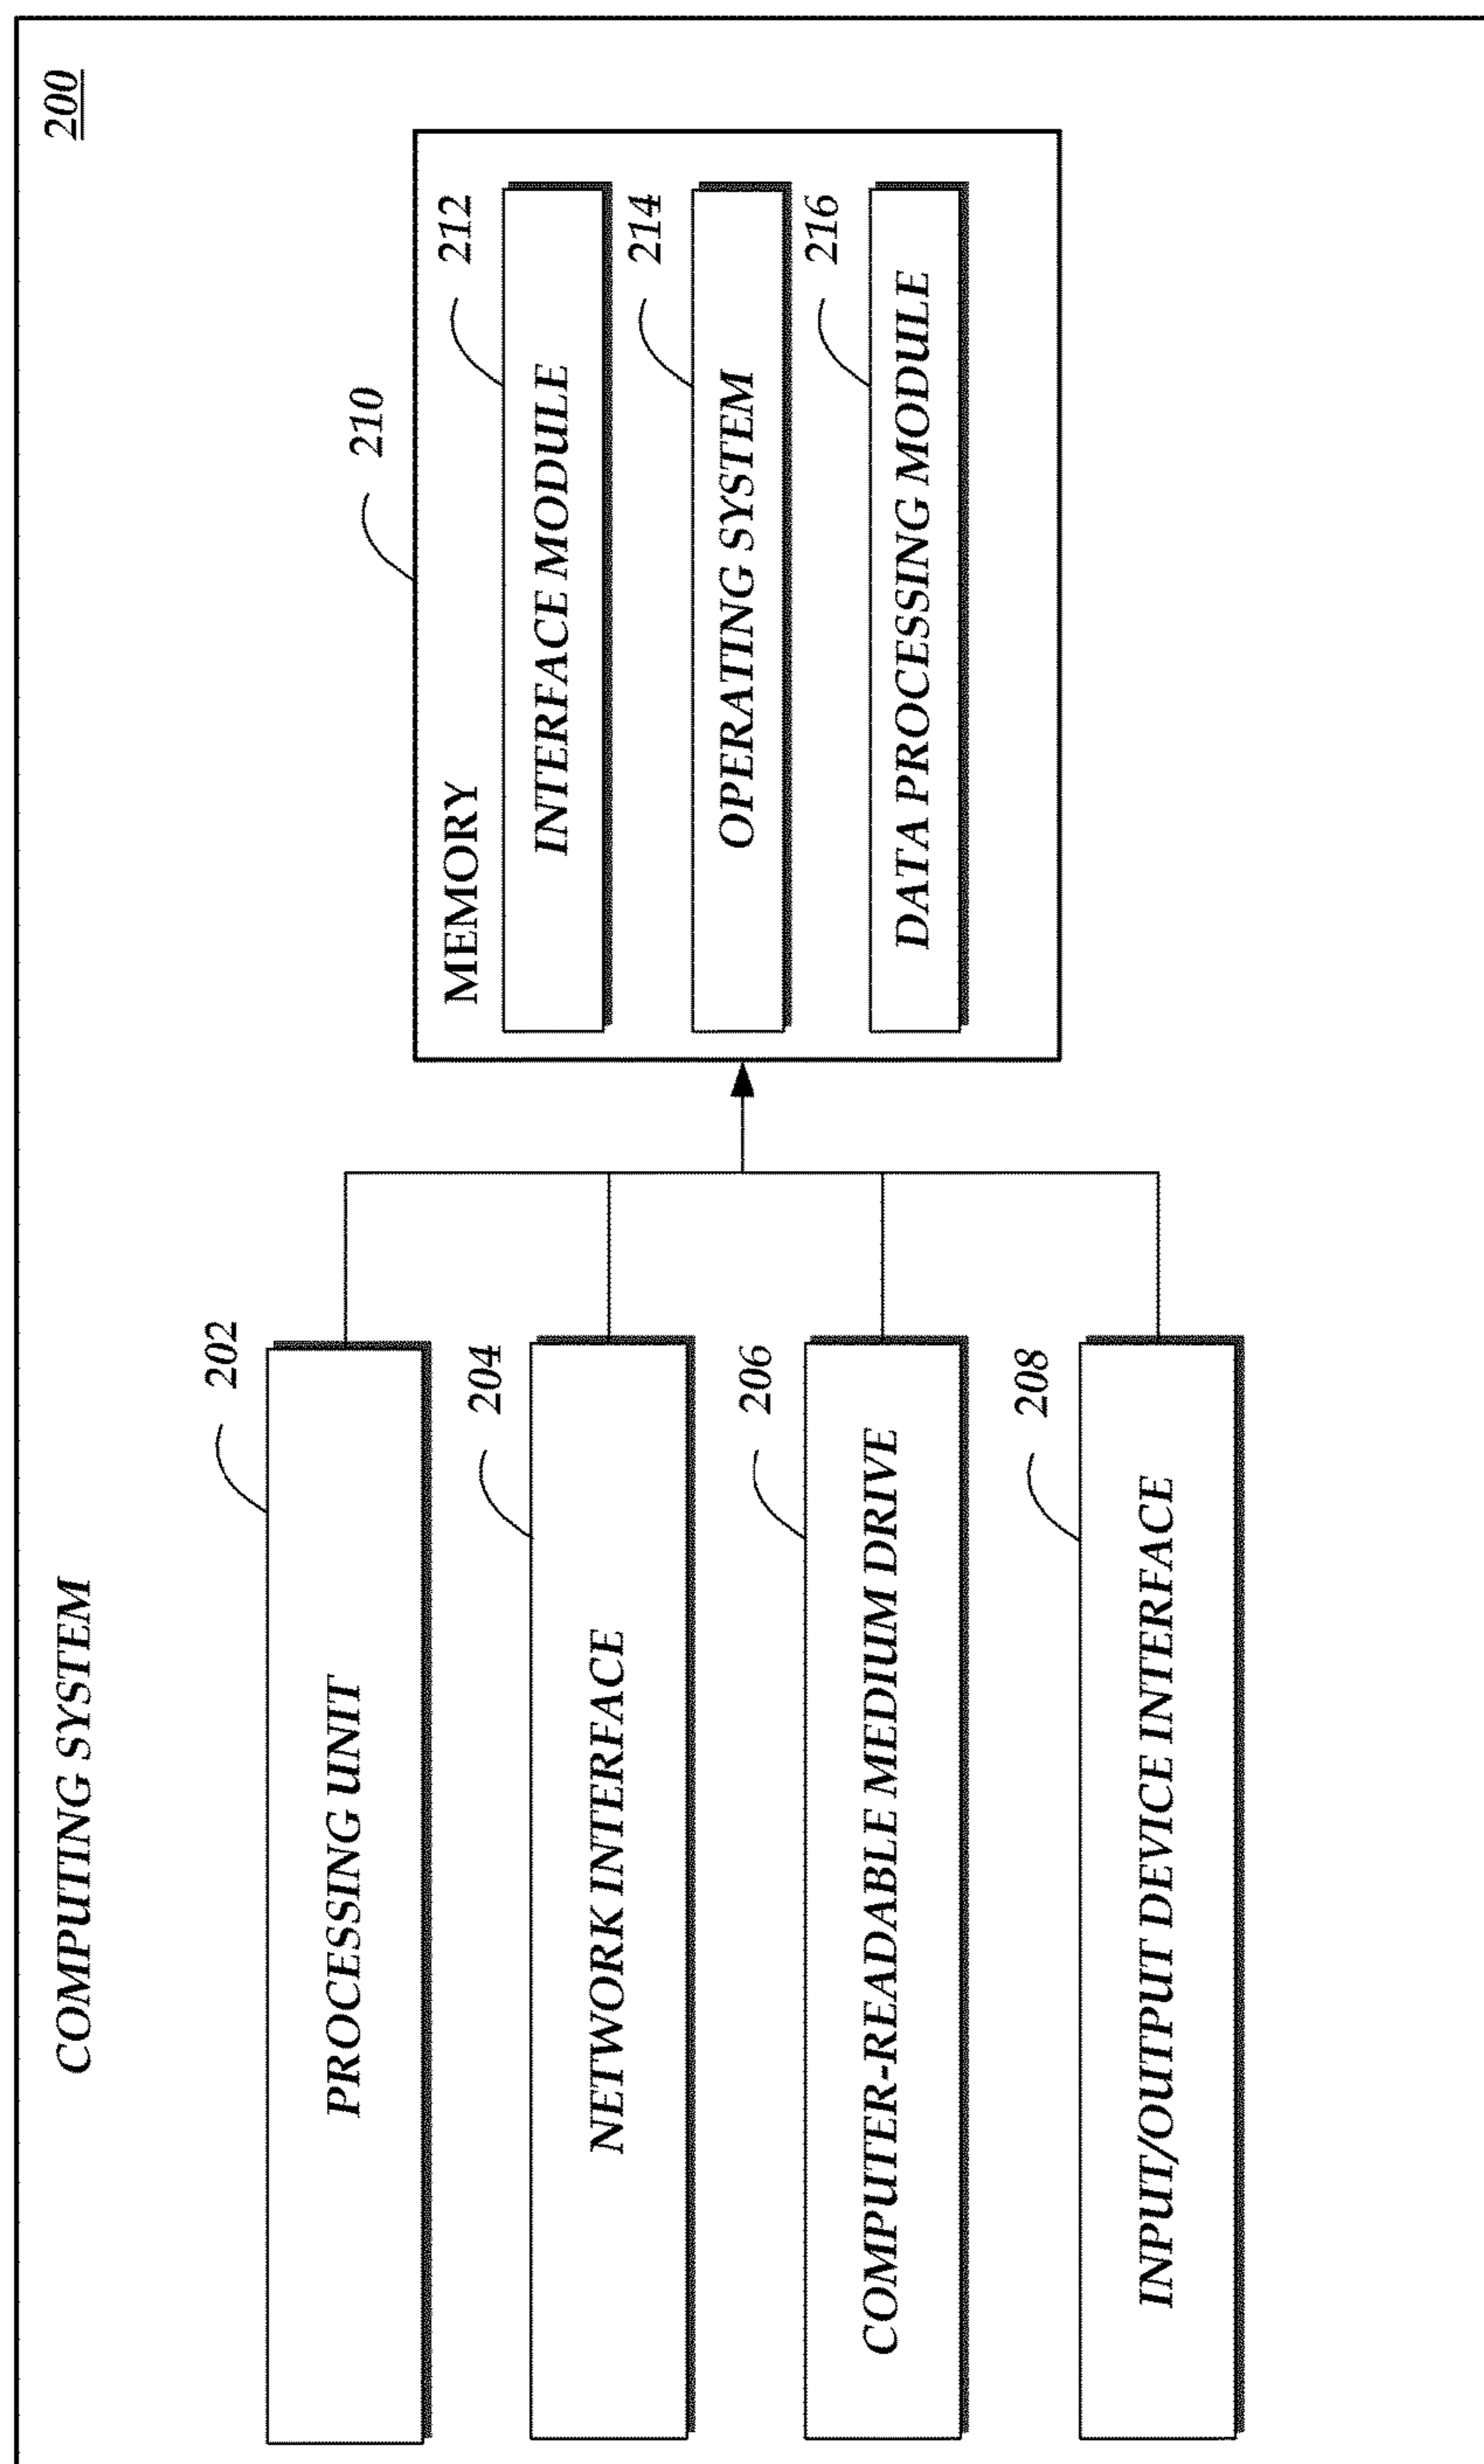 COMPUTING SYSTEM
200
202
PROCESSING UNIT
204
NETWORK INTERFACE
206
COMPUTER-READABLE MEDIUM DRIVE
208
INPUT/OUTPUT DEVICE INTERFACE
210
MEMORY
212
INTERFACE MODULE
214
OPERATING SYSTEM
216
DATA PROCESSING MODULE